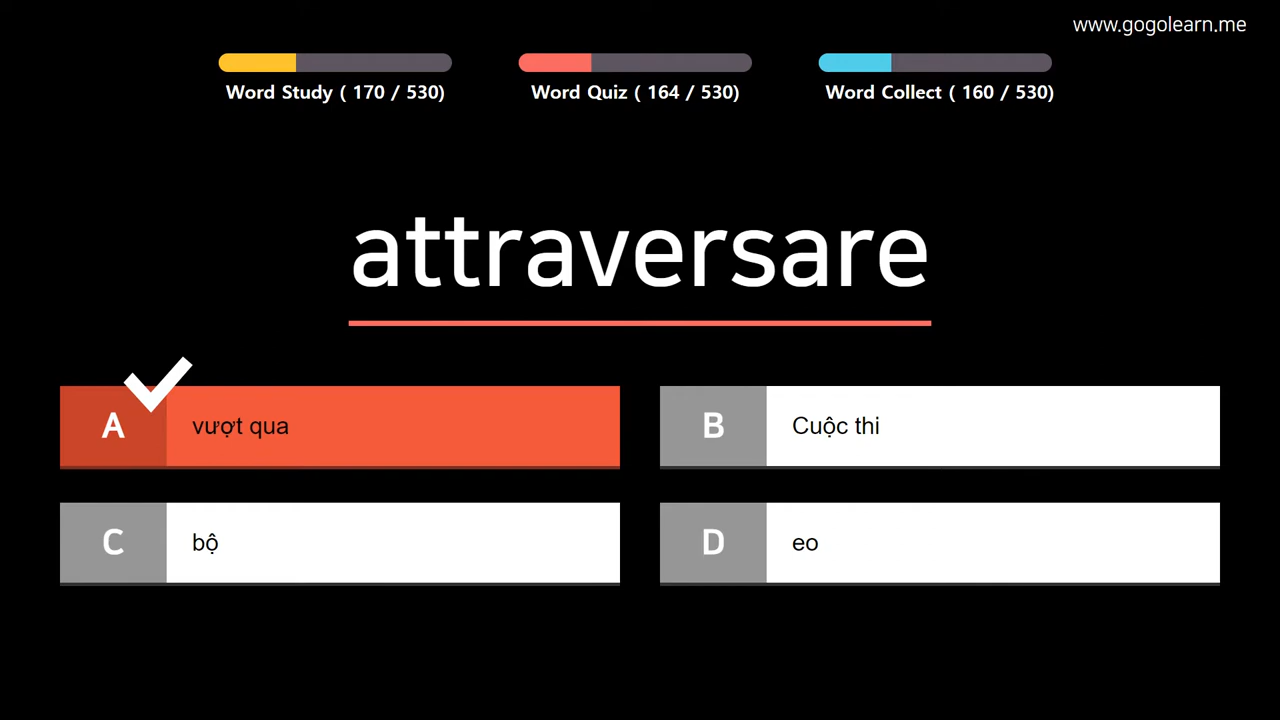 www.gogolearn.me
Word Study ( 170 / 530)
Word Quiz ( 164 / 530)
Word Collect ( 160 / 530)
attraversare
A vượt qua
B Cuộc thi
C bộ
D eo